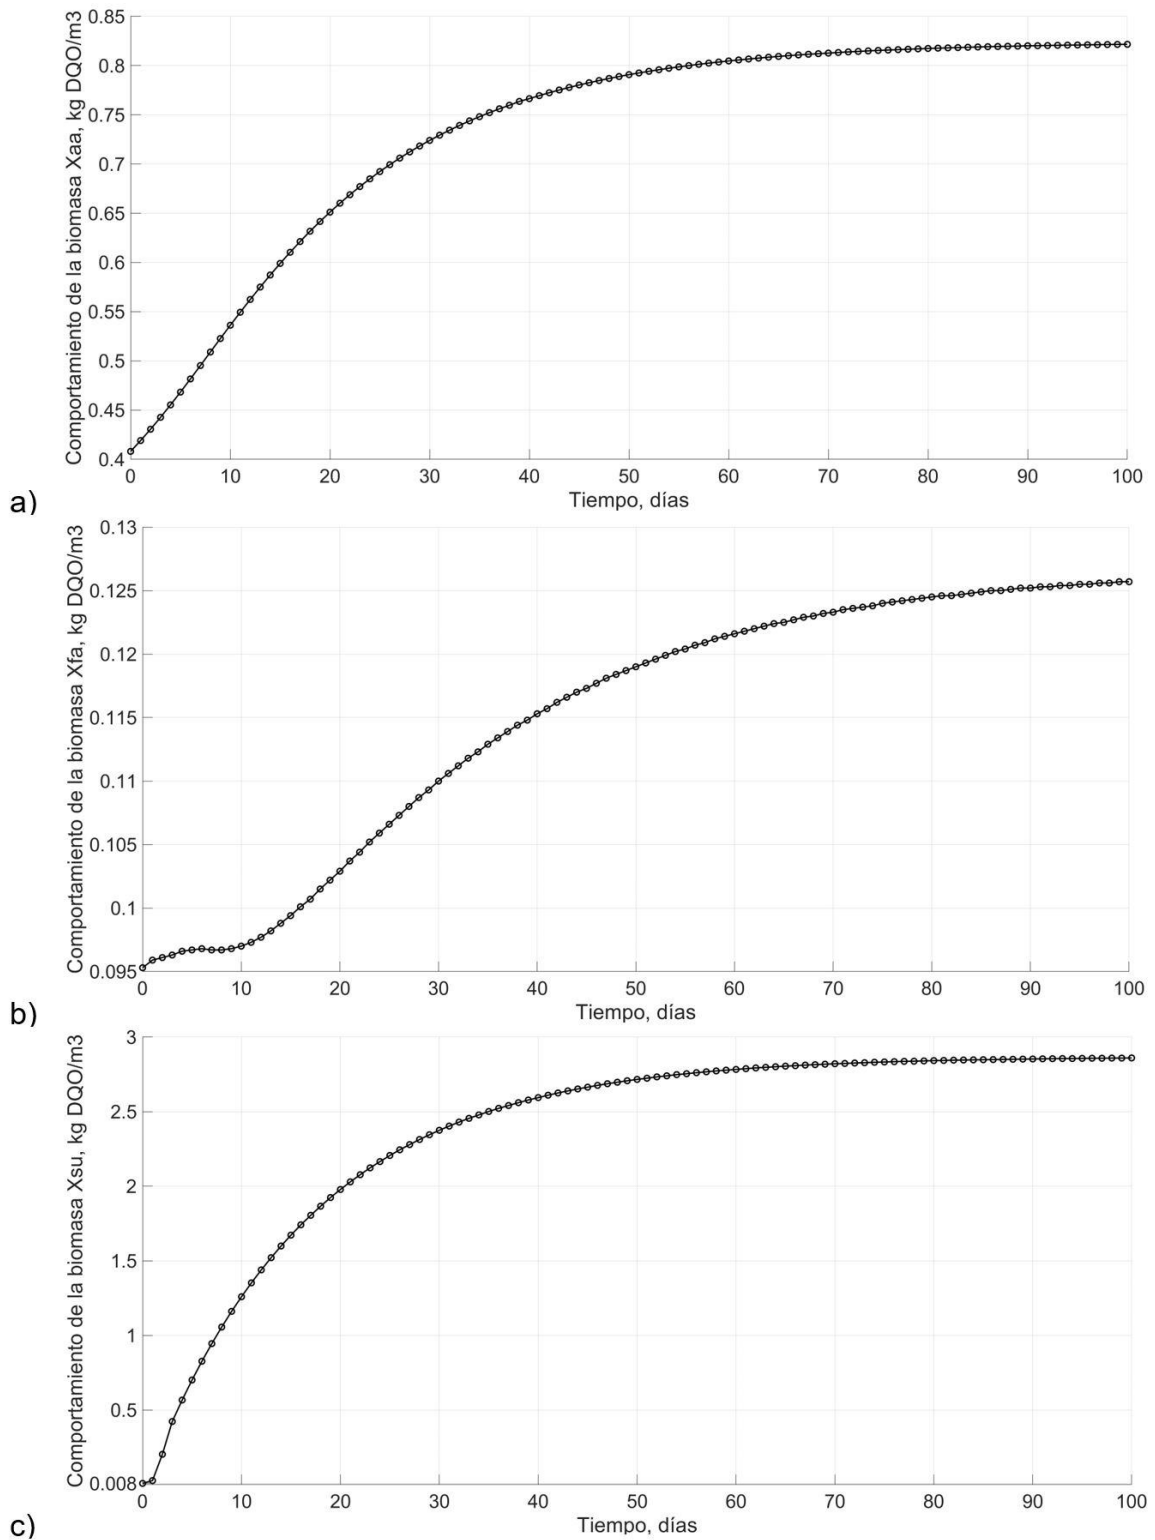 0.85
0.8
0.75
0.7
0.65
0.6
0.55
0.5
0.45
0.4
Comportamiento de la biomasa Xaa, kg DQO/m3
0 10 20 30 40 50 60 70 80 90 100
Tiempo, días
a)
0.13
0.125
0.12
0.115
0.11
0.105
0.1
0.095
Comportamiento de la biomasa Xfa, kg DQO/m3
0 10 20 30 40 50 60 70 80 90 100
Tiempo, días
b)
3
2.5
2
1.5
1
0.5
0.008
Comportamiento de la biomasa Xsu, kg DQO/m3
0 10 20 30 40 50 60 70 80 90 100
Tiempo, días
c)